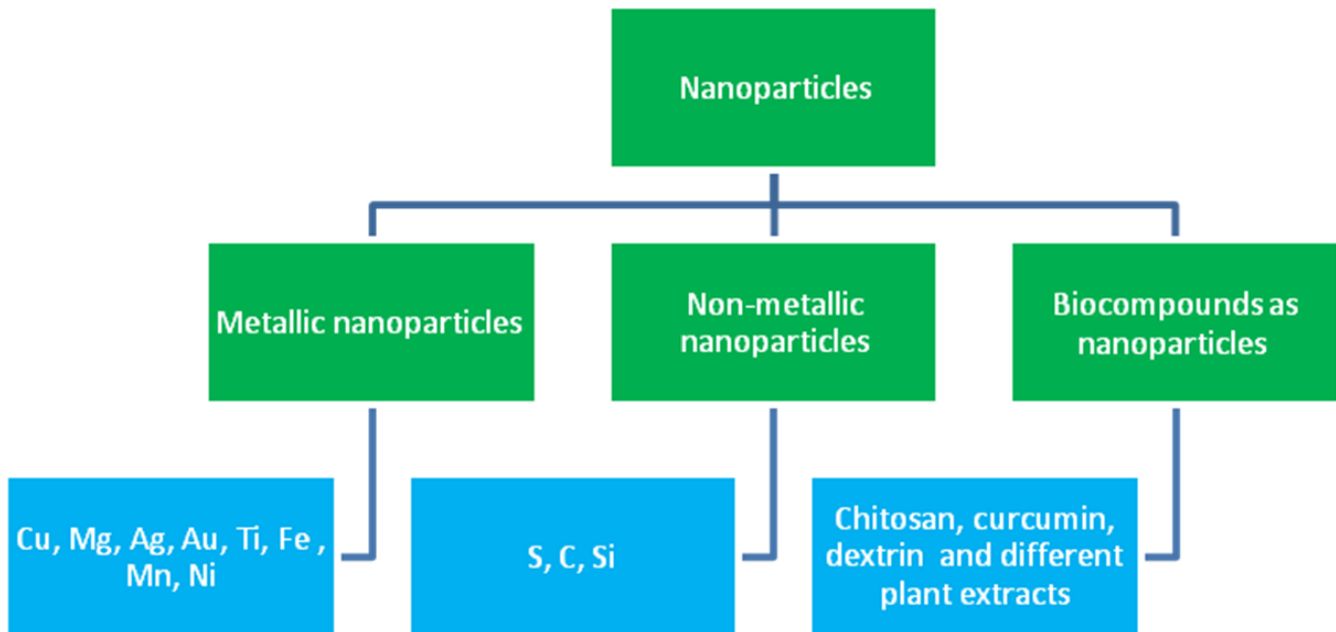 Nanoparticles
Metallic nanoparticles
Non-metallic
nanoparticles
Biocompounds as
nanoparticles
Cu, Mg, Ag, Au, Ti, Fe ,
Mn, Ni
S, C, Si
Chitosan, curcumin,
dextrin and different
plant extracts